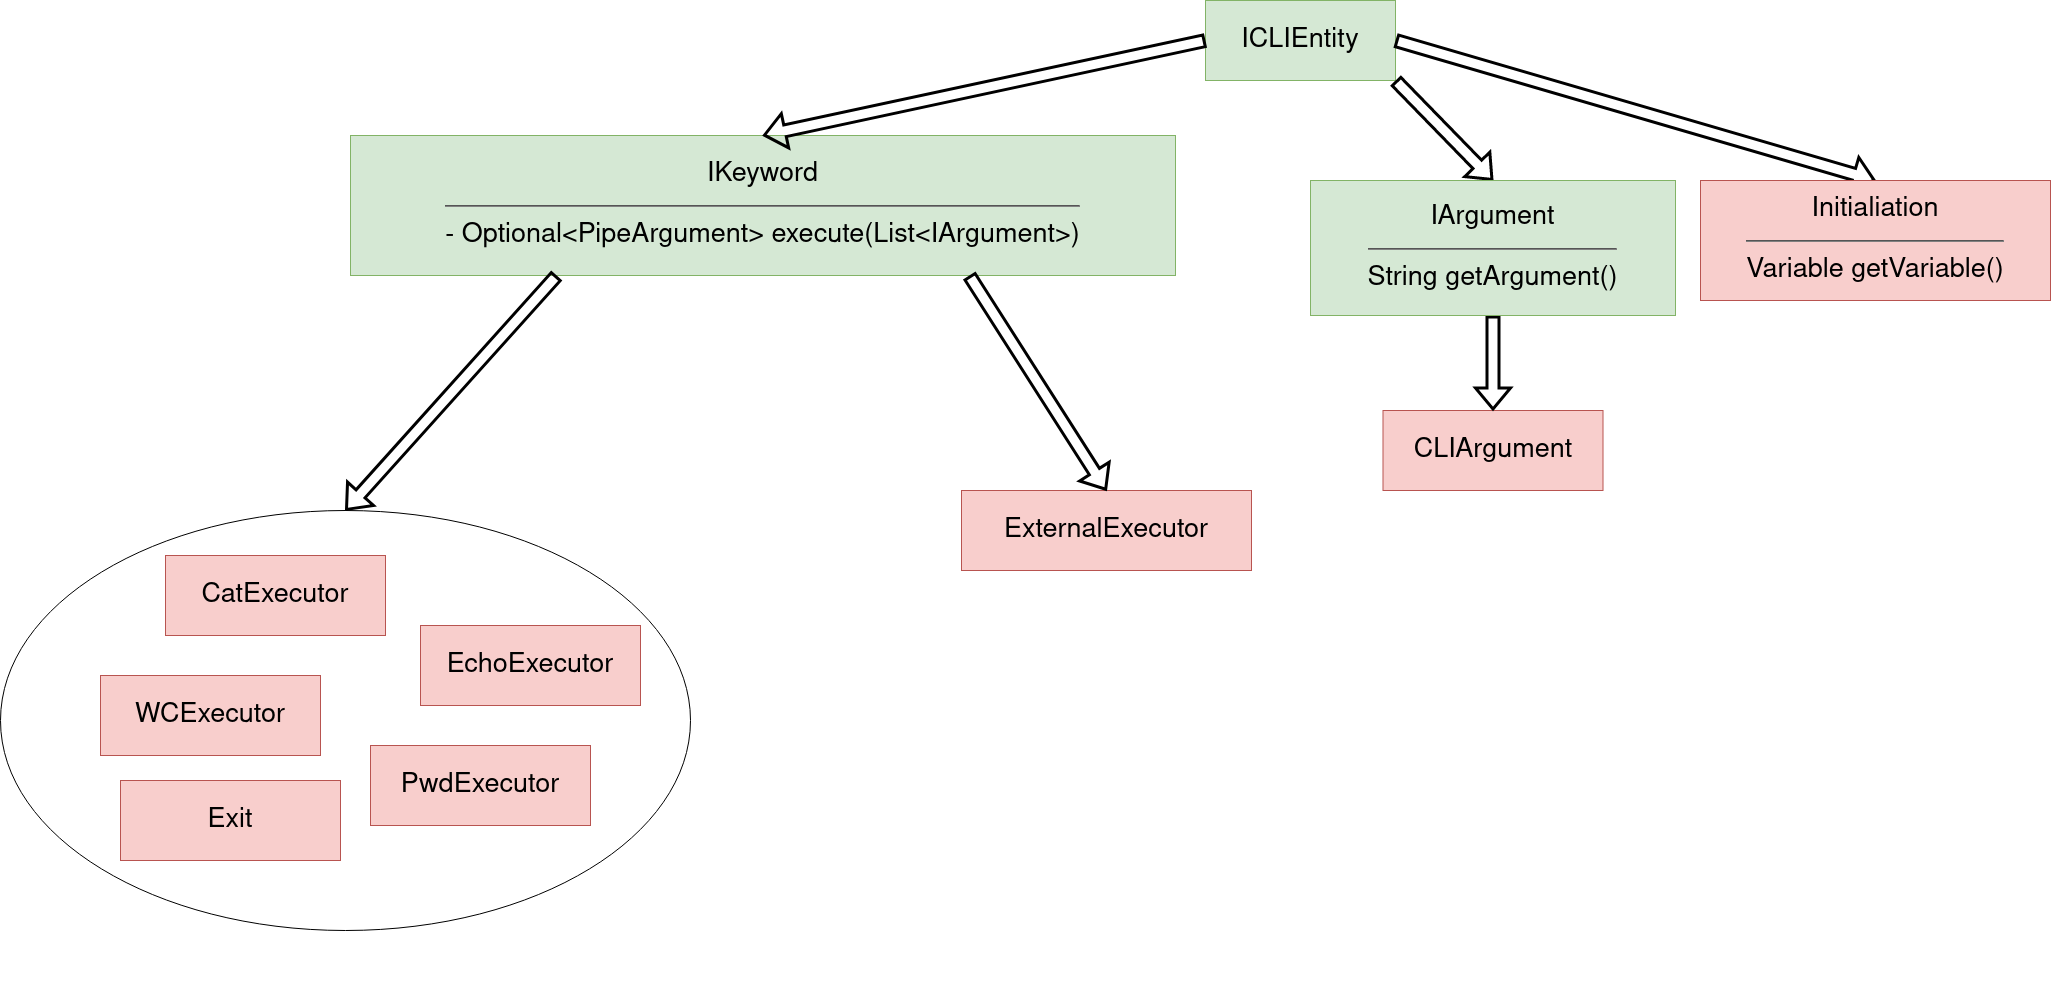 ICLIEntity
IKeyword
- Optional<PipeArgument> execute(List<IArgument>)
IArgument
String getArgument()
Initialiation
Variable getVariable()
CLIArgument
ExternalExecutor
CatExecutor
EchoExecutor
WCExecutor
PwdExecutor
Exit